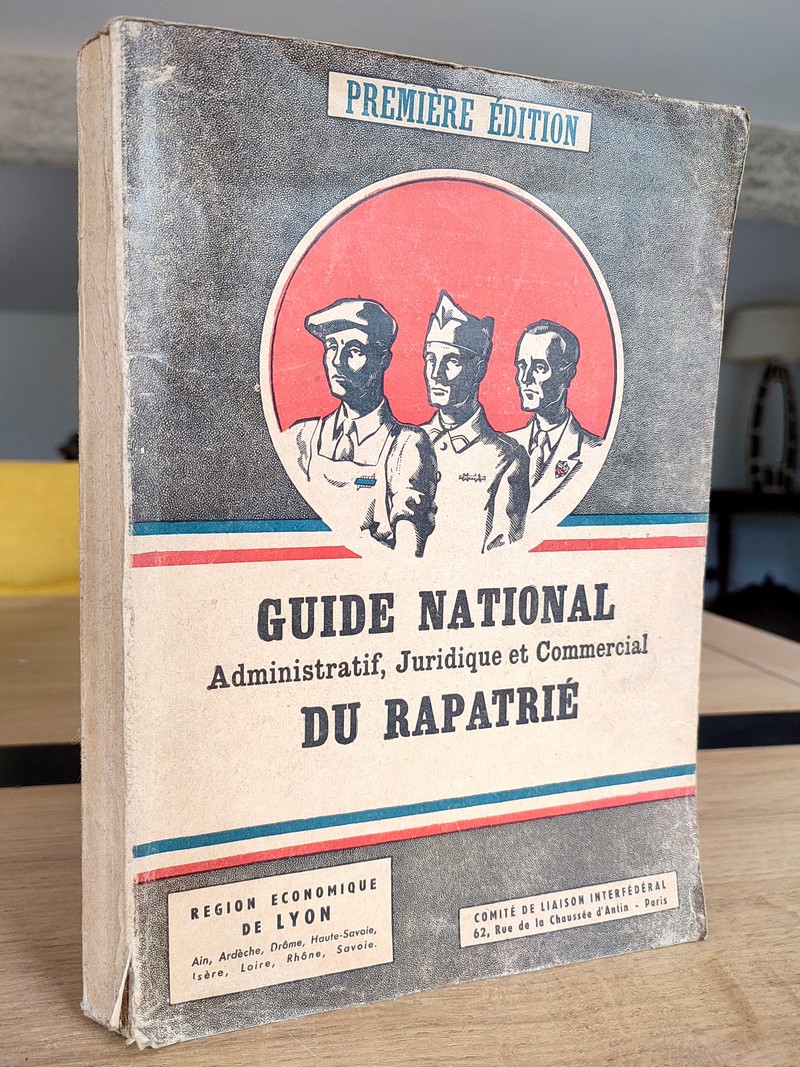 PREMIÈRE ÉDITION
GUIDE NATIONAL
Administratif, Juridique et Commercial
DU RAPATRIÉ
REGION ECONOMIQUE
DE LYON
Ain, Ardèche, Drôme, Haute-Savoie,
Isère, Loire, Rhône, Savoie.
COMITÉ DE LIAISON INTERFÉDÉRAL
62, Rue de la Chaussée d'Antin - Paris